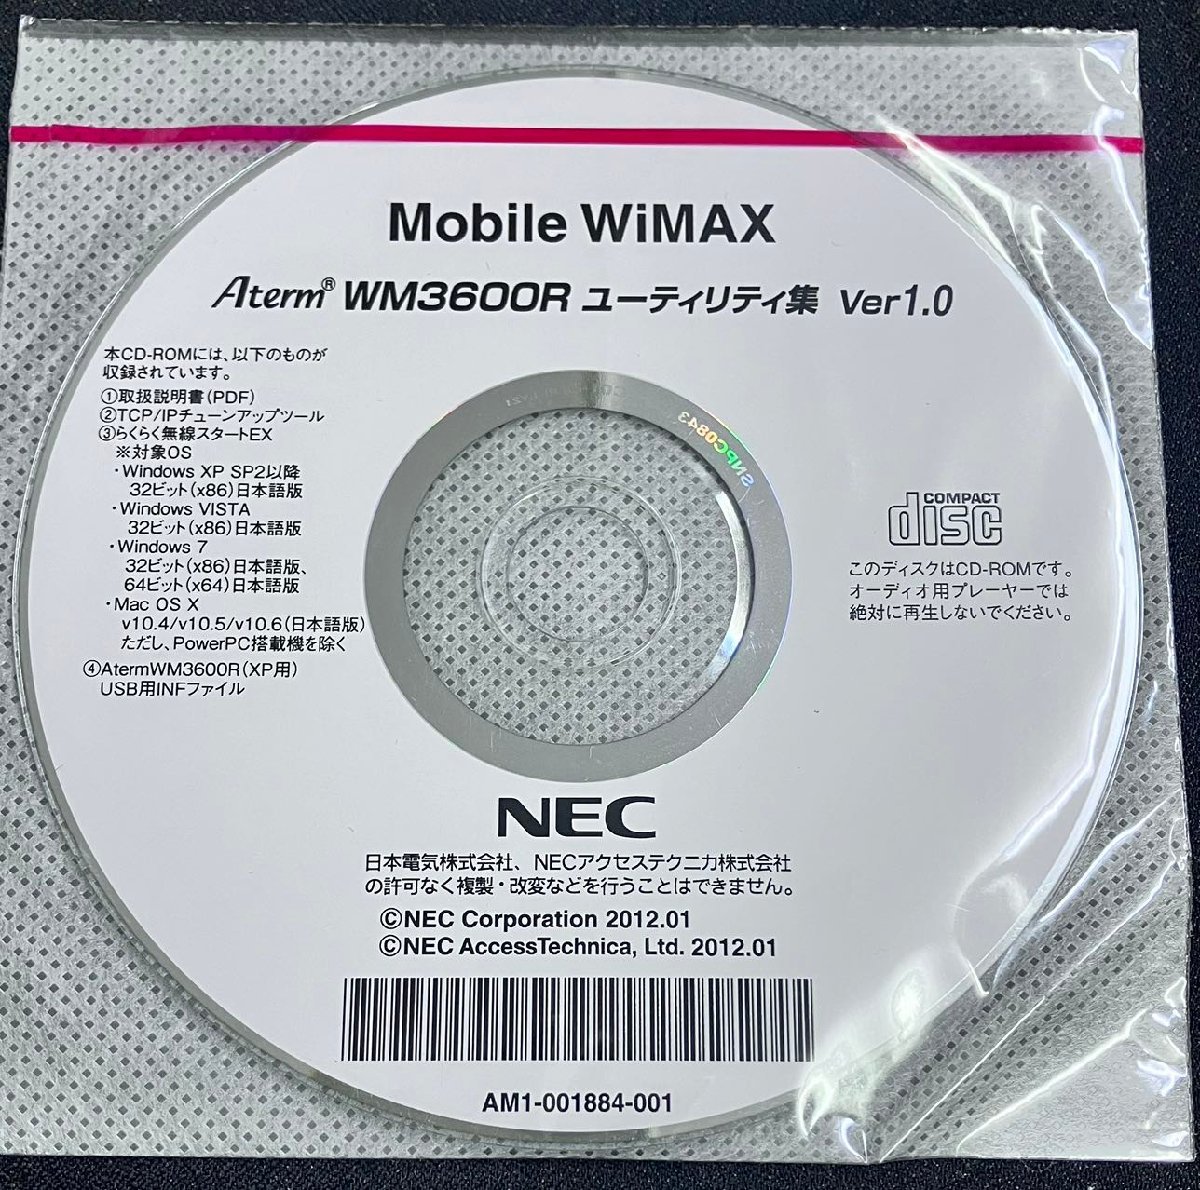 Mobile WiMAX
Aterm® WM3600R ユーティリティ集 Ver1.0
本CD-ROMには、以下のものが
収録されています。
①取扱説明書(PDF)
②TCP/IPチューンアップツール
③らくらく無線スタートEX
※対象OS
・Windows XP SP2以降
32ビット(x86)日本語版
・Windows VISTA
32ビット(x86)日本語版
・Windows 7
32ビット(x86)日本語版、
64ビット(x64)日本語版
・Mac OS X
v10.4/v10.5/v10.6(日本語版)
ただし、PowerPC搭載機を除く
④AtermWM3600R(XP用)
USB用INFファイル
SNPC0843
COMPACT
disc
このディスクはCD-ROMです。
オーディオ用プレーヤーでは
絶対に再生しないでください。
NEC
日本電気株式会社、NECアクセステクニカ株式会社
の許可なく複製・改変などを行うことはできません。
©NEC Corporation 2012.01
©NEC AccessTechnica, Ltd. 2012.01
AM1-001884-001